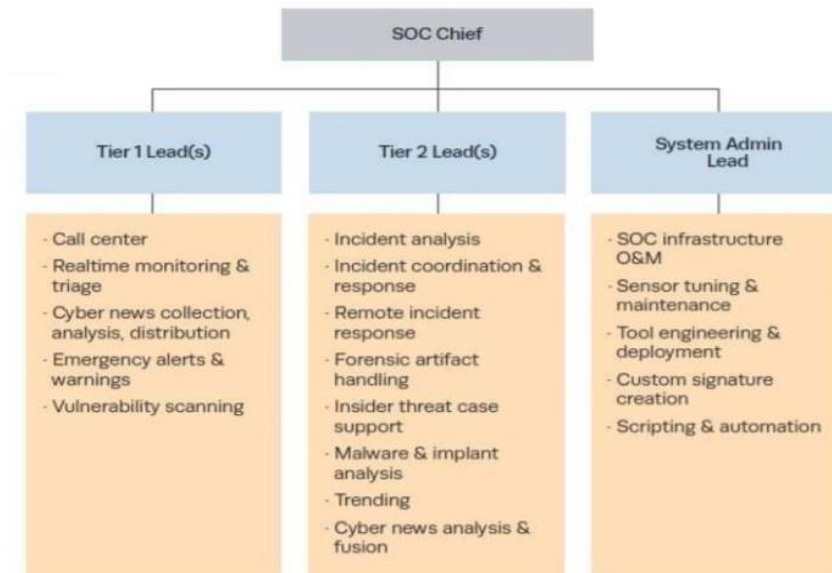 SOC Chief
Tier 1 Lead(s)
Tier 2 Lead(s)
System Admin
Lead
· Call center
· Realtime monitoring &
triage
· Cyber news collection,
analysis, distribution
· Emergency alerts &
warnings
· Vulnerability scanning
· Incident analysis
· Incident coordination &
response
· Remote incident
response
· Forensic artifact
handling
· Insider threat case
support
· Malware & implant
analysis
· Trending
· Cyber news analysis &
fusion
· SOC infrastructure
O&M
· Sensor tuning &
maintenance
· Tool engineering &
deployment
· Custom signature
creation
· Scripting & automation